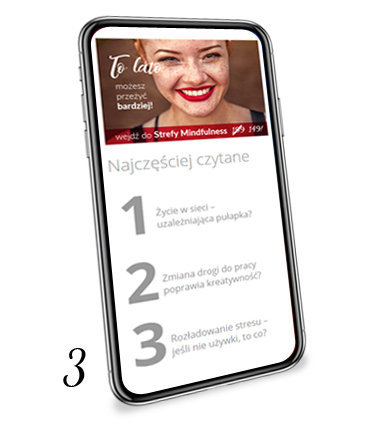 To lato
możesz
przeżyć
bardziej!
wejdź do Strefy Mindfulness 199 149!
Najczęściej czytane
1 Życie w sieci –
uzależniająca pułapka?
2 Zmiana drogi do pracy
poprawia kreatywność?
3 Rozładowanie stresu –
jeśli nie używki, to co?
3